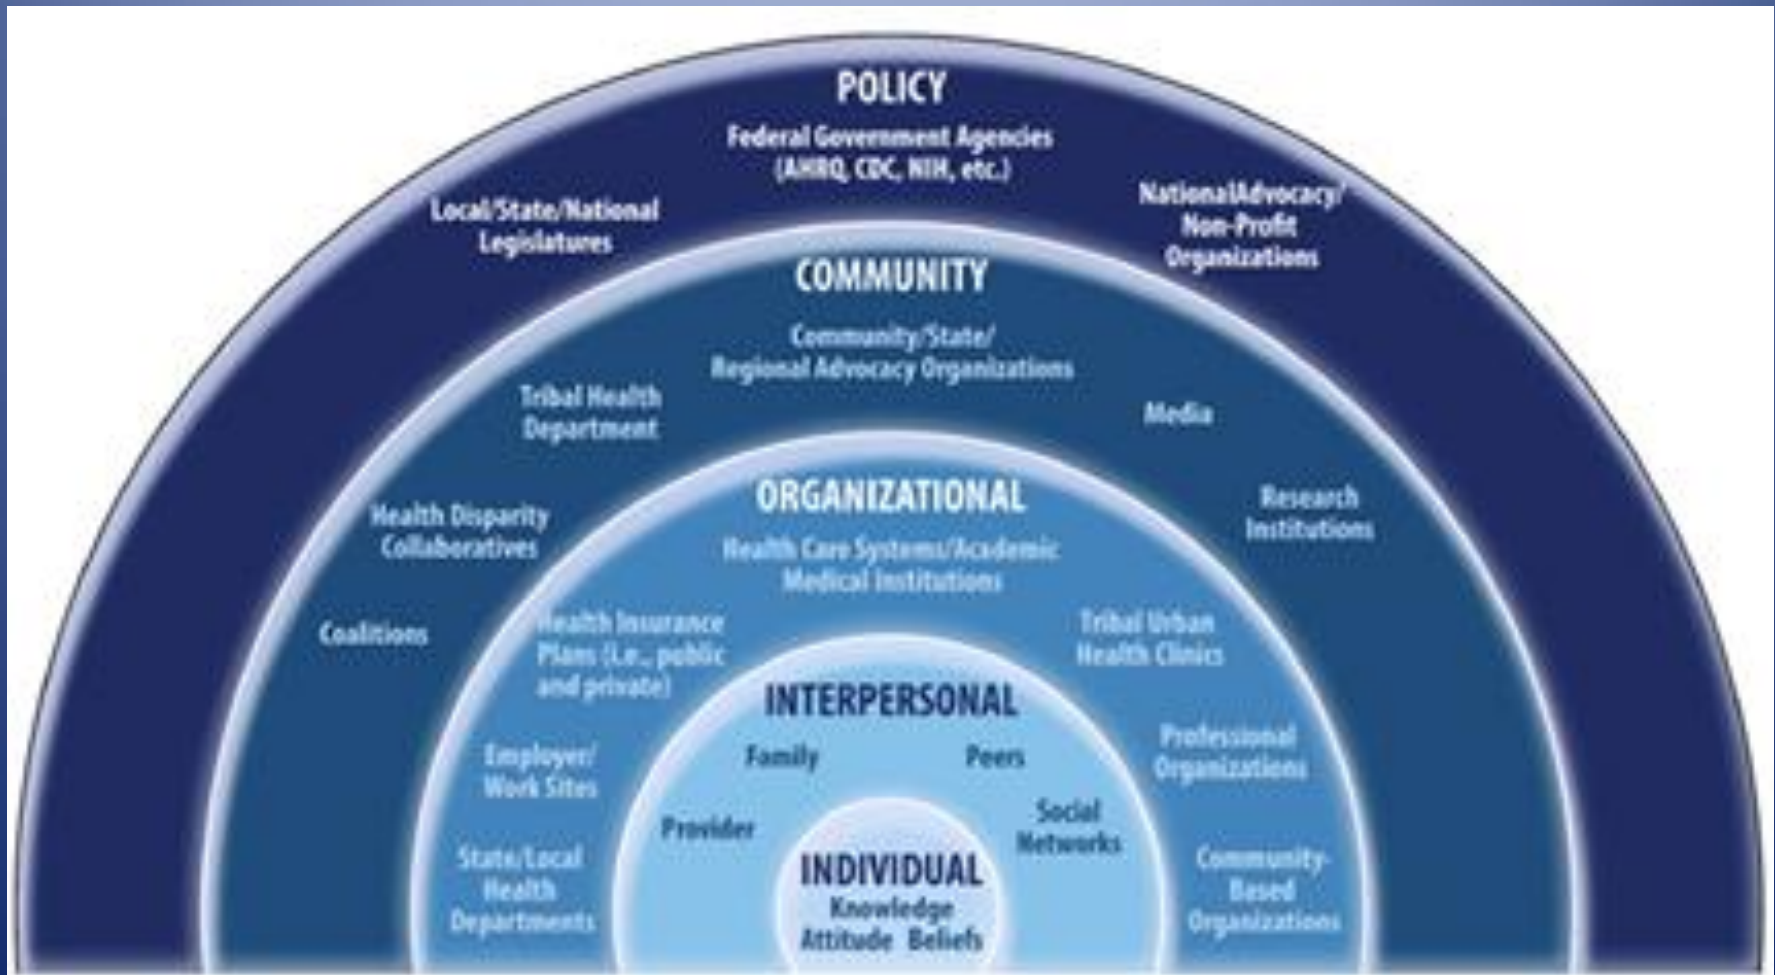 POLICY
Federal Government Agencies
(AHRQ, CDC, NIH, etc.)
Local/State/National
Legislatures
NationalAdvocacy/
Non-Profit
Organizations
COMMUNITY
Community/State/
Regional Advocacy Organizations
Tribal Health
Department
Media
Health Disparity
Collaboratives
Research
Institutions
Coalitions
ORGANIZATIONAL
Health Care Systems/Academic
Medical Institutions
Health Insurance
Plans (i.e., public
and private)
Tribal Urban
Health Clinics
Employer/
Work Sites
Professional
Organizations
State/Local
Health
Departments
Community-
Based
Organizations
INTERPERSONAL
Family
Peers
Provider
Social
Networks
INDIVIDUAL
Knowledge
Attitude Beliefs